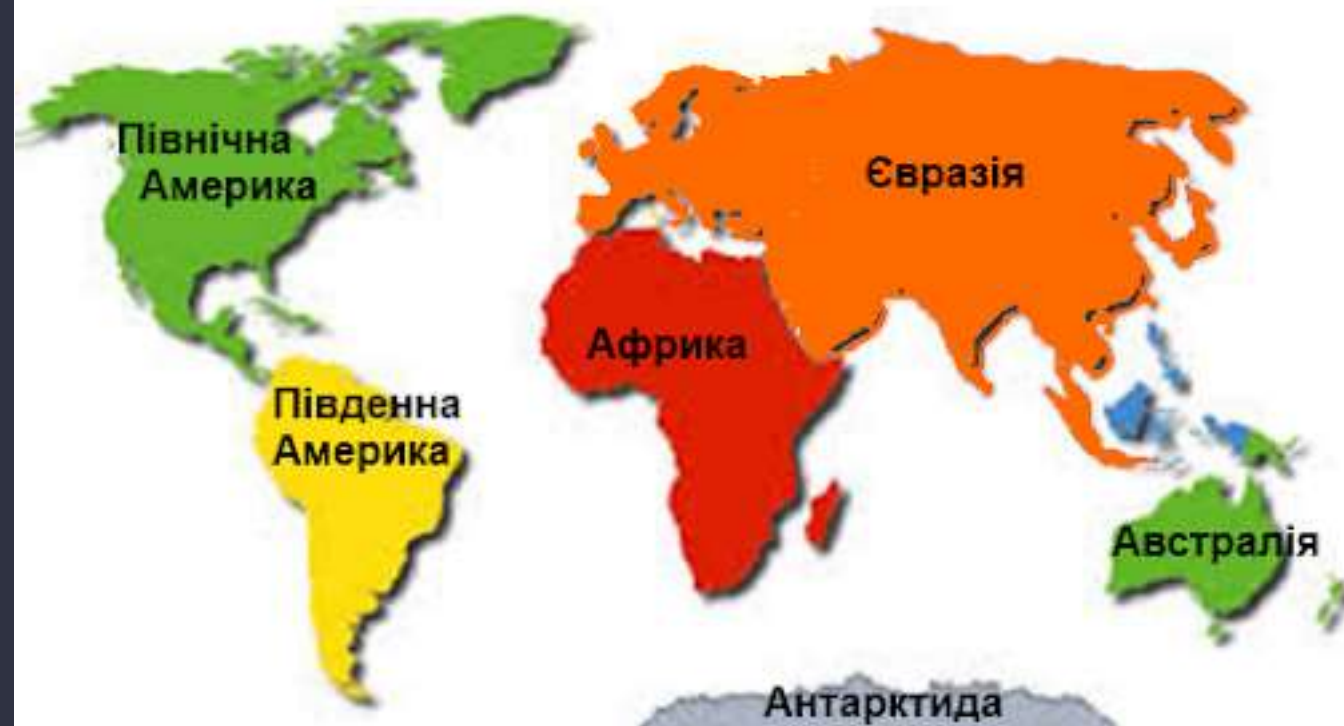 Північна
Америка
Євразія
Африка
Південна
Америка
Австралія
Антарктида